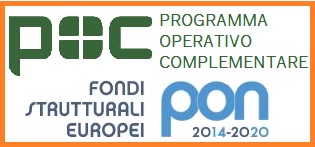 poc PROGRAMMA
OPERATIVO
COMPLEMENTARE
FONDI
STRUTTURALI
EUROPEI
pon
2014-2020